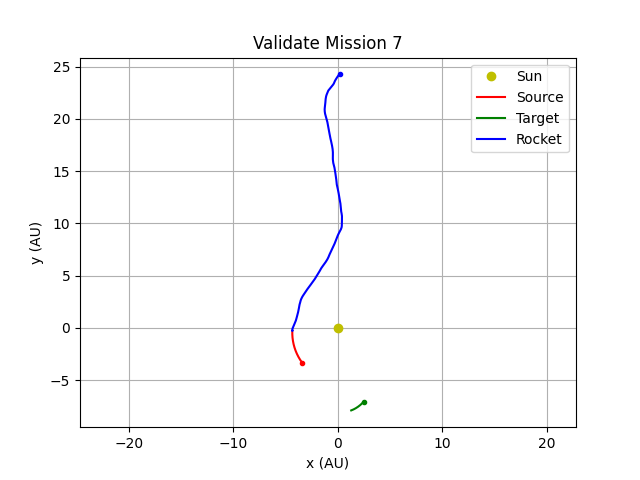 Validate Mission 7
Sun
Source
Target
Rocket
25
20
15
10
5
0
−5
y (AU)
−20
−10
0
10
20
x (AU)